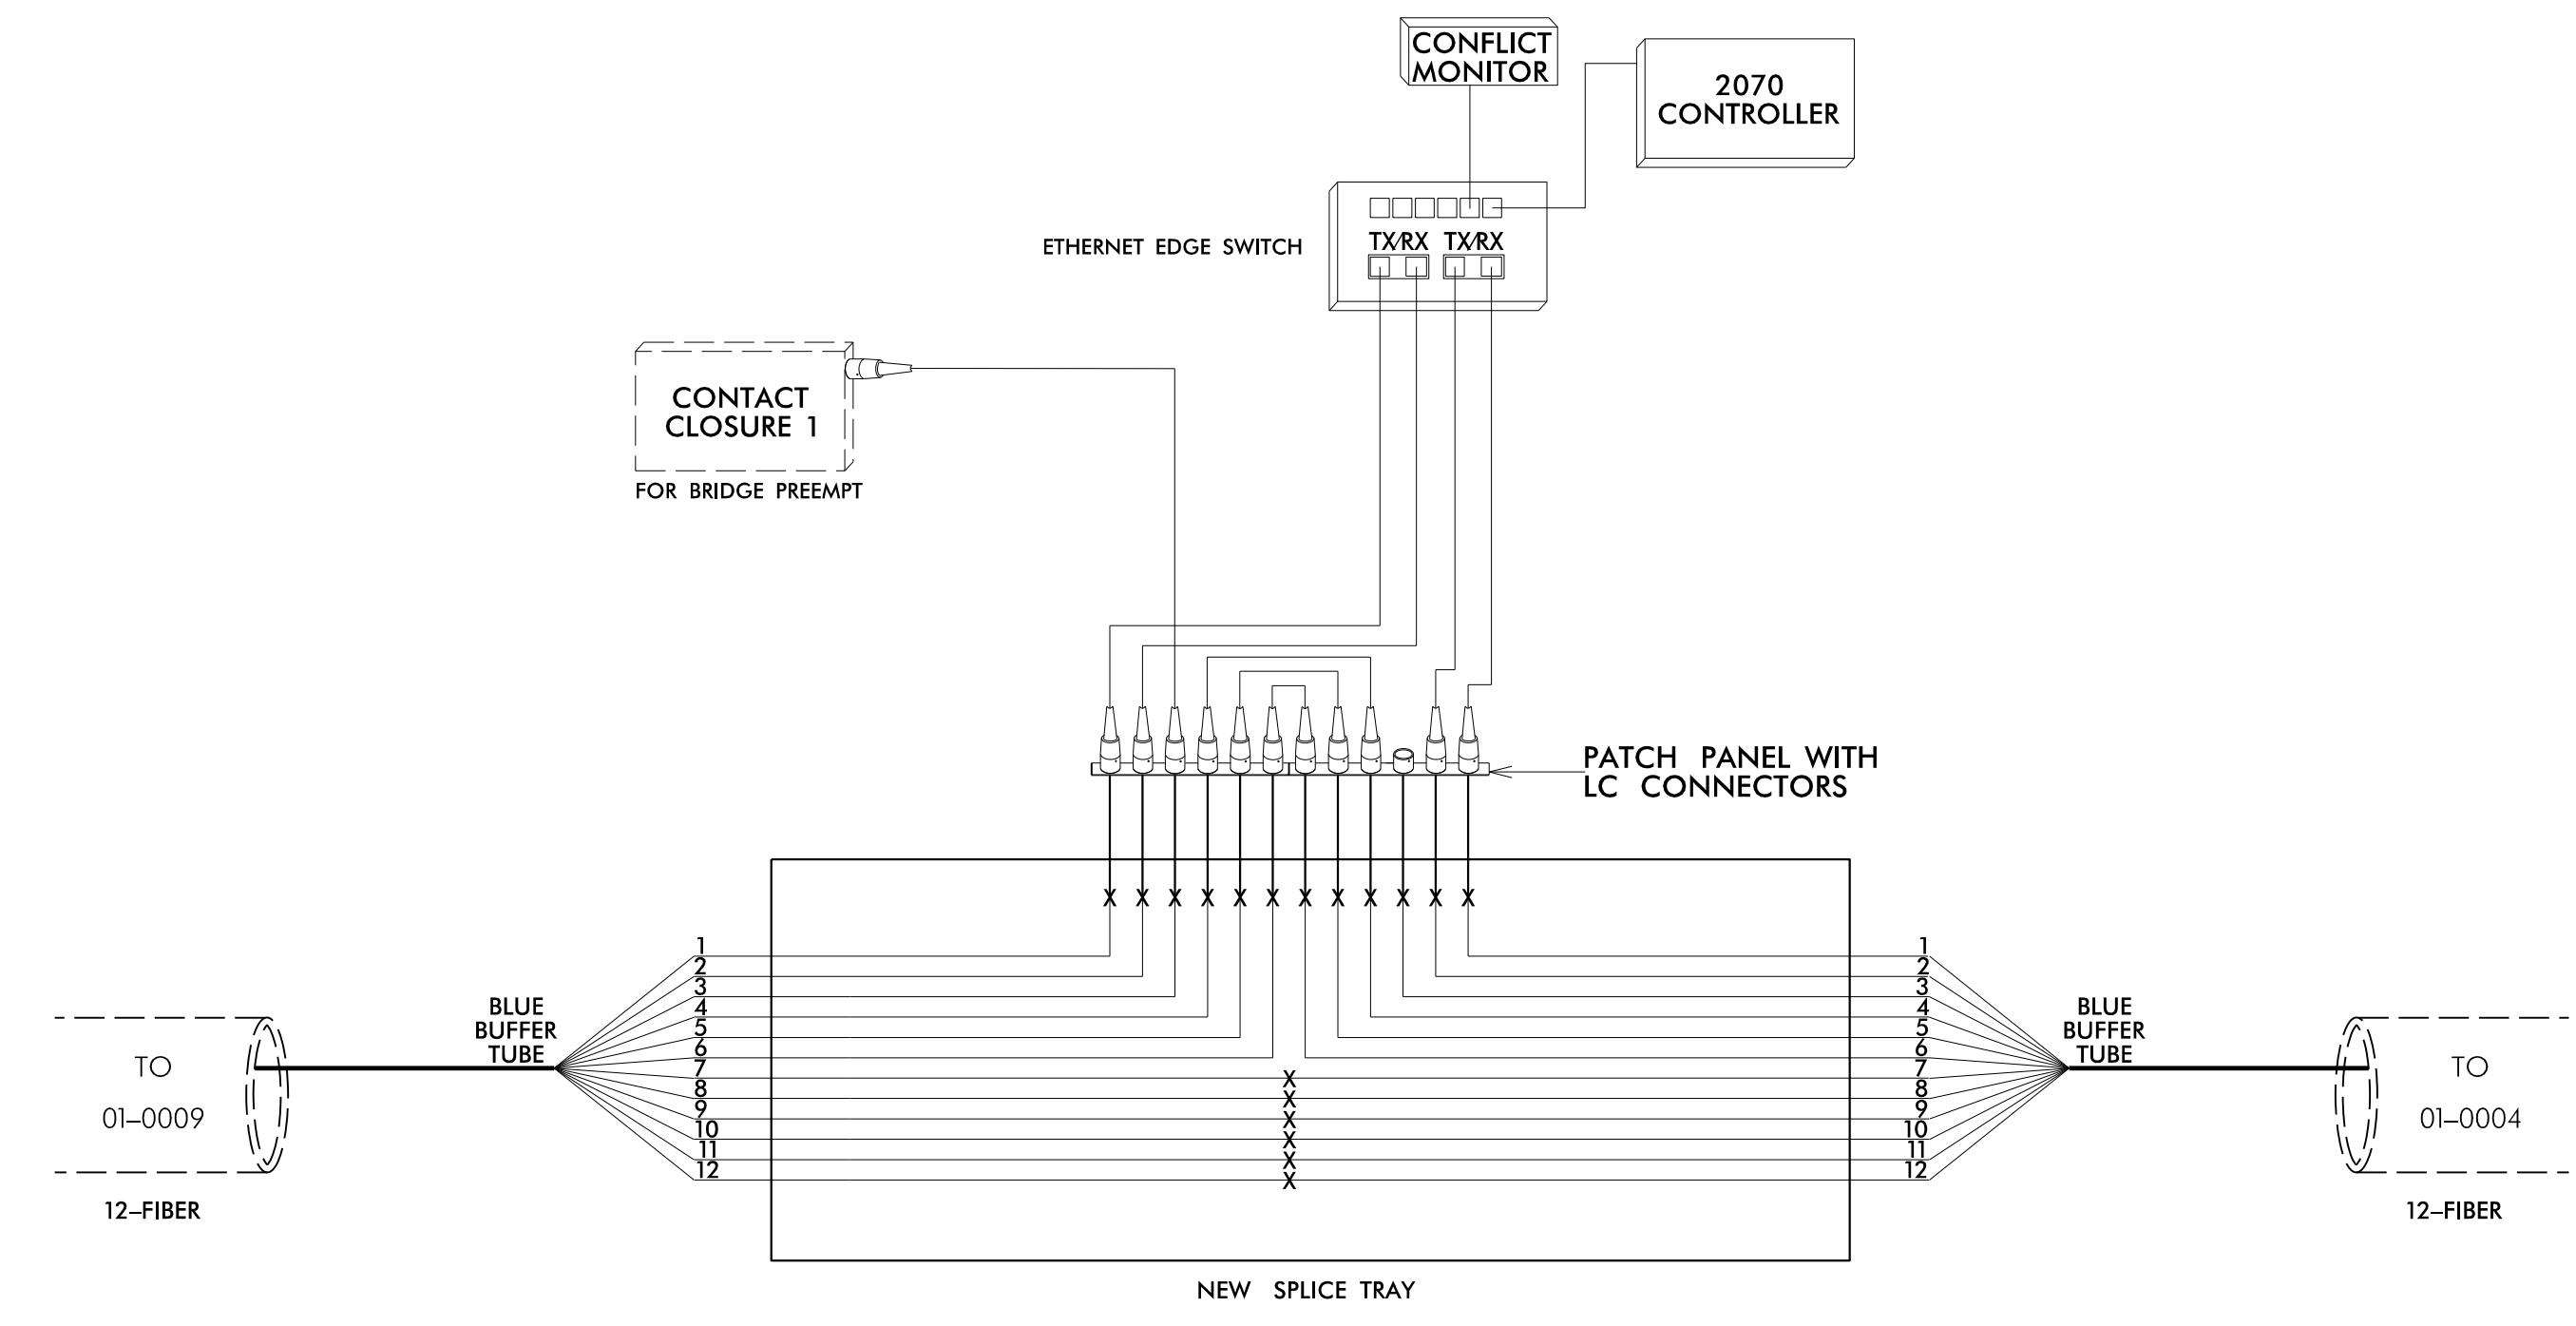 CONFLICT
MONITOR
2070
CONTROLLER
TX/RX TX/RX
ETHERNET EDGE SWITCH
CONTACT
CLOSURE 1
FOR BRIDGE PREEMPT
PATCH PANEL WITH
LC CONNECTORS
X X X X X X X X X X X X
1
2
3
4
5
6
7
8
9
10
11
12
BLUE
BUFFER
TUBE
TO
01-0009
12-FIBER
X
X
X
X
X
X
1
2
3
4
5
6
7
8
9
10
11
12
BLUE
BUFFER
TUBE
TO
01-0004
12-FIBER
NEW SPLICE TRAY